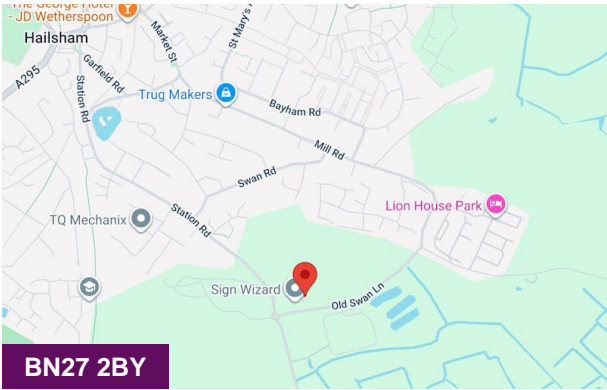 The George Hotel
- JD Wetherspoon
Hailsham
A295
Garfield Rd
Market St
St Mary's
Station Rd
Trug Makers
Bayham Rd
Mill Rd
Swan Rd
Lion House Park
TQ Mechanix
Station Rd
Sign Wizard
Old Swan Ln
BN27 2BY